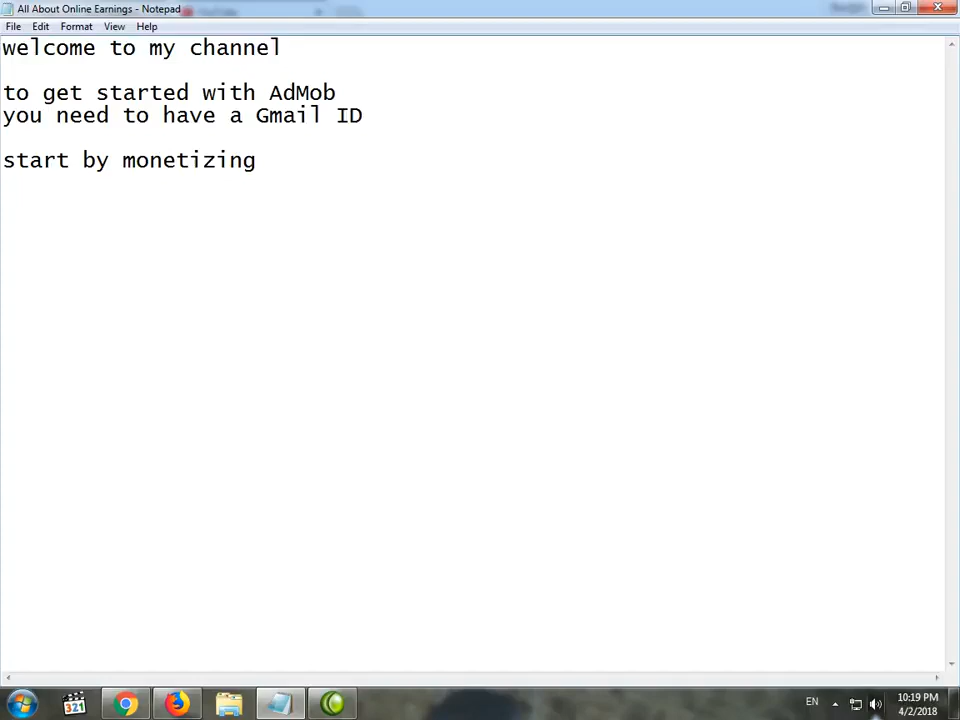 All About Online Earnings - Notepad
File Edit Format View Help
welcome to my channel
to get started with AdMob
you need to have a Gmail ID
start by monetizing
321
EN
10:19 PM
4/2/2018